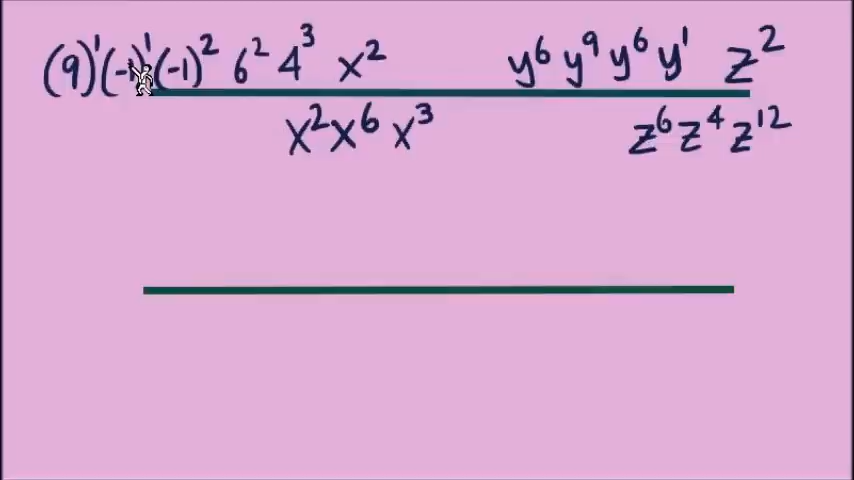 (9)¹(-1)¹(-1)² 6² 4³ x² y⁶ y⁹ y⁶ y¹ z²
x² x⁶ x³ z⁶ z⁴ z¹²